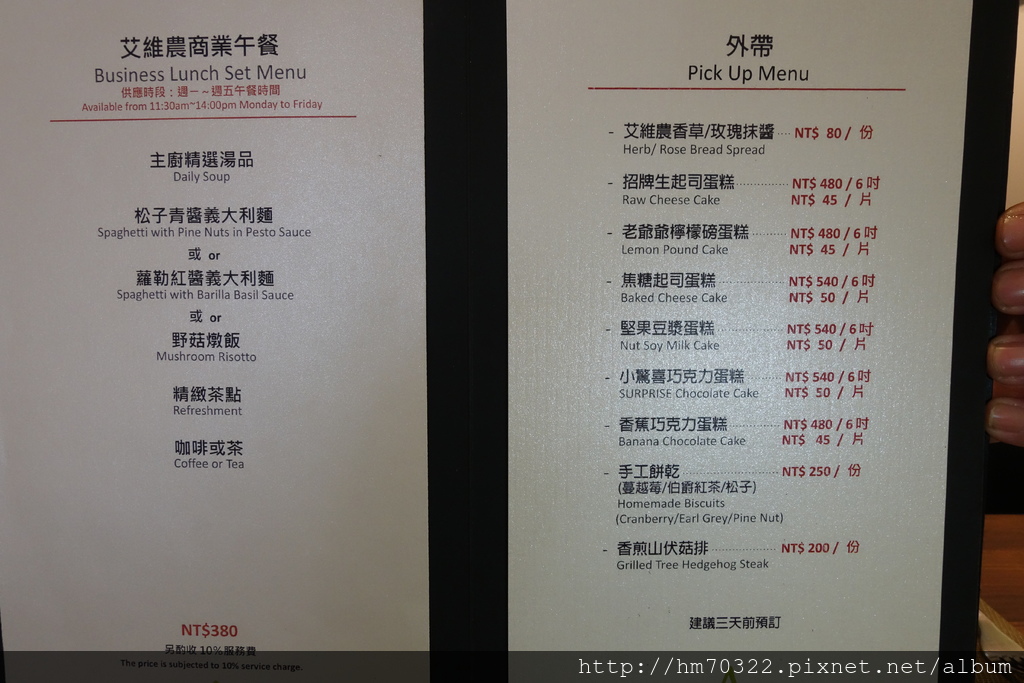 艾維農商業午餐
Business Lunch Set Menu
供應時段：週一～週五午餐時間
Available from 11:30am~14:00pm Monday to Friday
主廚精選湯品
Daily Soup
松子青醬義大利麵
Spaghetti with Pine Nuts in Pesto Sauce
或 or
蘿勒紅醬義大利麵
Spaghetti with Barilla Basil Sauce
或 or
野菇燉飯
Mushroom Risotto
精緻茶點
Refreshment
咖啡或茶
Coffee or Tea
NT$380
另酌收 10% 服務費
The price is subjected to 10% service charge.
外帶
Pick Up Menu
- 艾維農香草/玫瑰抹醬 ···· NT$ 80 / 份
Herb/ Rose Bread Spread
- 招牌生起司蛋糕 ············· NT$ 480 / 6 吋
Raw Cheese Cake NT$ 45 / 片
- 老爺爺檸檬磅蛋糕 ········· NT$ 480 / 6 吋
Lemon Pound Cake NT$ 45 / 片
- 焦糖起司蛋糕 ················ NT$ 540 / 6 吋
Baked Cheese Cake NT$ 50 / 片
- 堅果豆漿蛋糕 ················ NT$ 540 / 6 吋
Nut Soy Milk Cake NT$ 50 / 片
- 小驚喜巧克力蛋糕 ········· NT$ 540 / 6 吋
SURPRISE Chocolate Cake NT$ 50 / 片
- 香蕉巧克力蛋糕 ············· NT$ 480 / 6 吋
Banana Chocolate Cake NT$ 45 / 片
- 手工餅乾 ······················· NT$ 250 / 份
(蔓越莓/伯爵紅茶/松子)
Homemade Biscuits
(Cranberry/Earl Grey/Pine Nut)
- 香煎山伏菇排 ················ NT$ 200 / 份
Grilled Tree Hedgehog Steak
建議三天前預訂
http://hm70322.pixnet.net/album